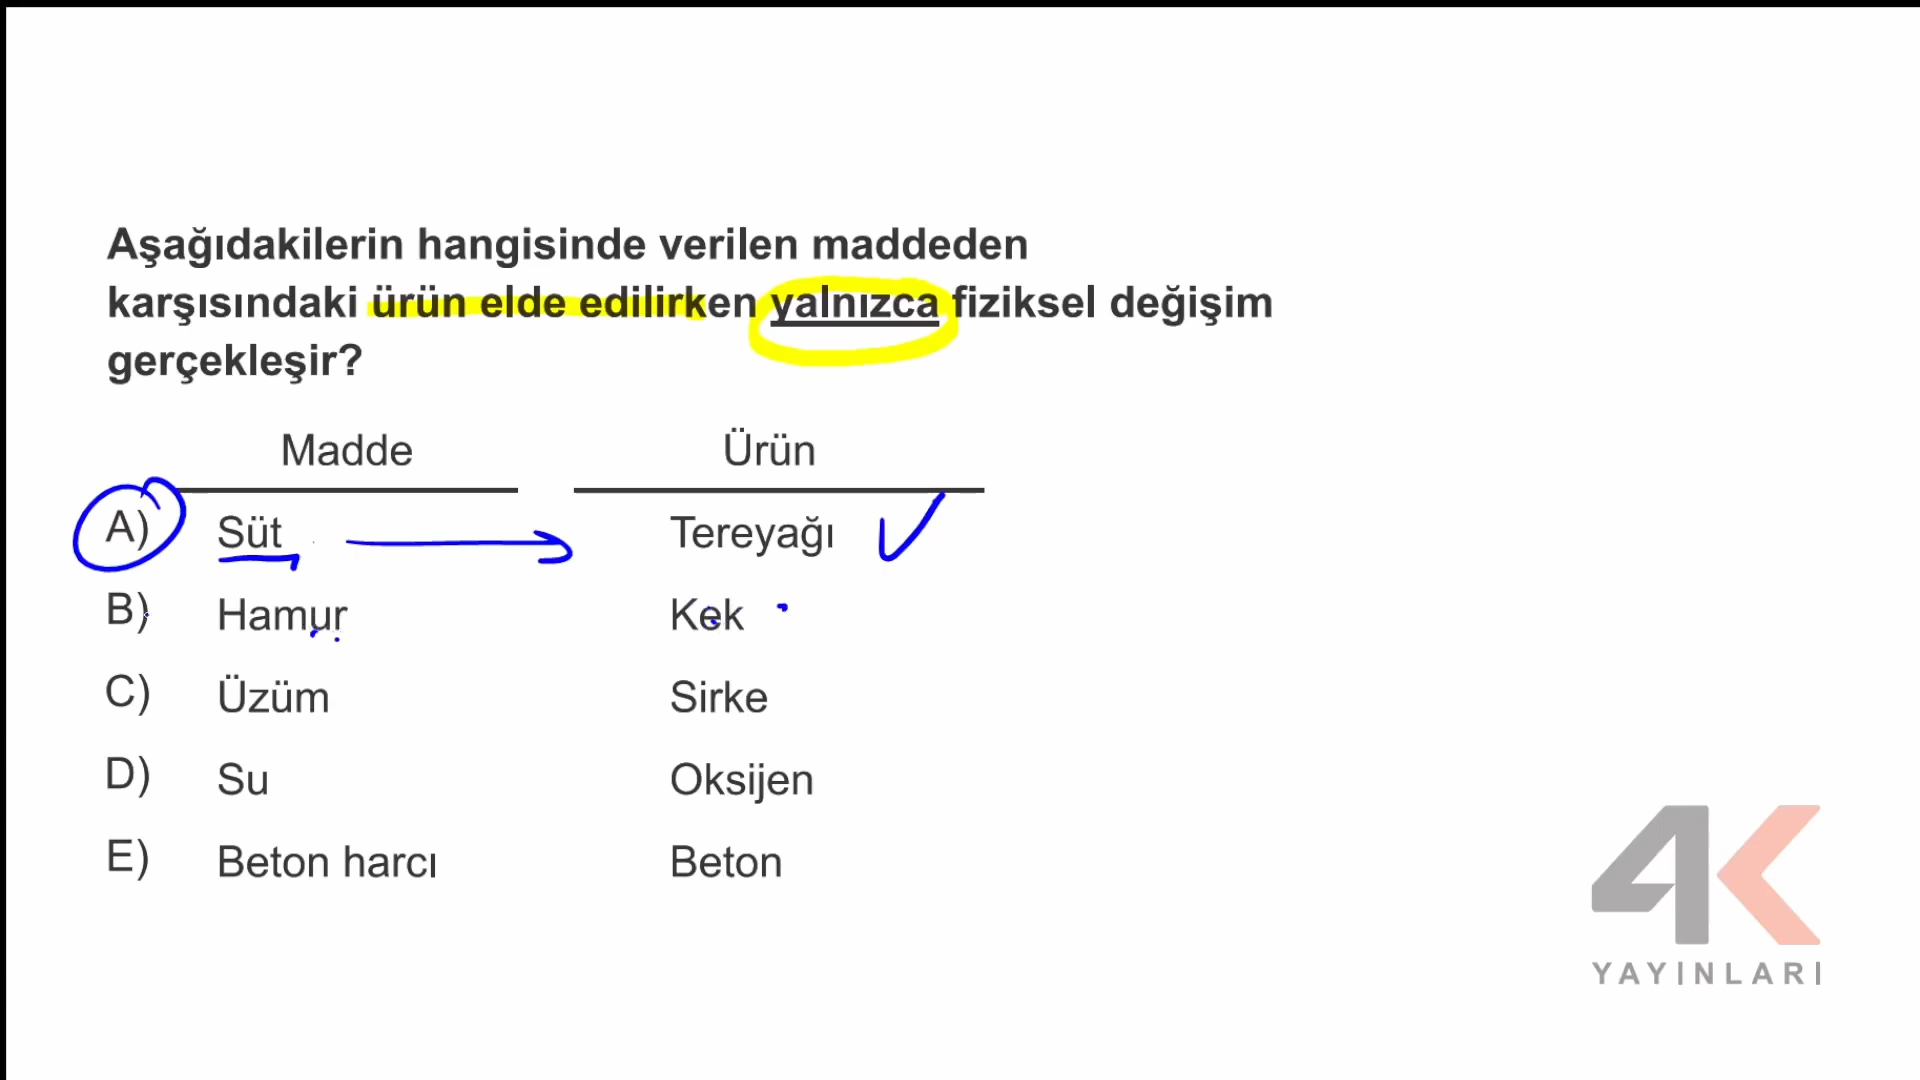 Aşağıdakilerin hangisinde verilen maddeden
karşısındaki ürün elde edilirken yalnızca fiziksel değişim
gerçekleşir?
Madde Ürün
A) Süt Tereyağı
B) Hamur Kek
C) Üzüm Sirke
D) Su Oksijen
E) Beton harcı Beton
4K
YAYINLARI